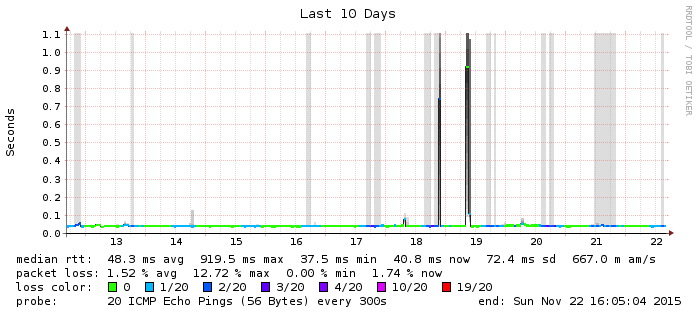 Last 10 Days
RRDTOOL / TOBI OETIKER
Seconds
1.1
1.0
0.9
0.8
0.7
0.6
0.5
0.4
0.3
0.2
0.1
0.0
13 14 15 16 17 18 19 20 21 22
median rtt: 48.3 ms avg 919.5 ms max 37.5 ms min 40.8 ms now 72.4 ms sd 667.0 m am/s
packet loss: 1.52 % avg 12.72 % max 0.00 % min 1.74 % now
loss color: 0 1/20 2/20 3/20 4/20 10/20 19/20
probe: 20 ICMP Echo Pings (56 Bytes) every 300s end: Sun Nov 22 16:05:04 2015